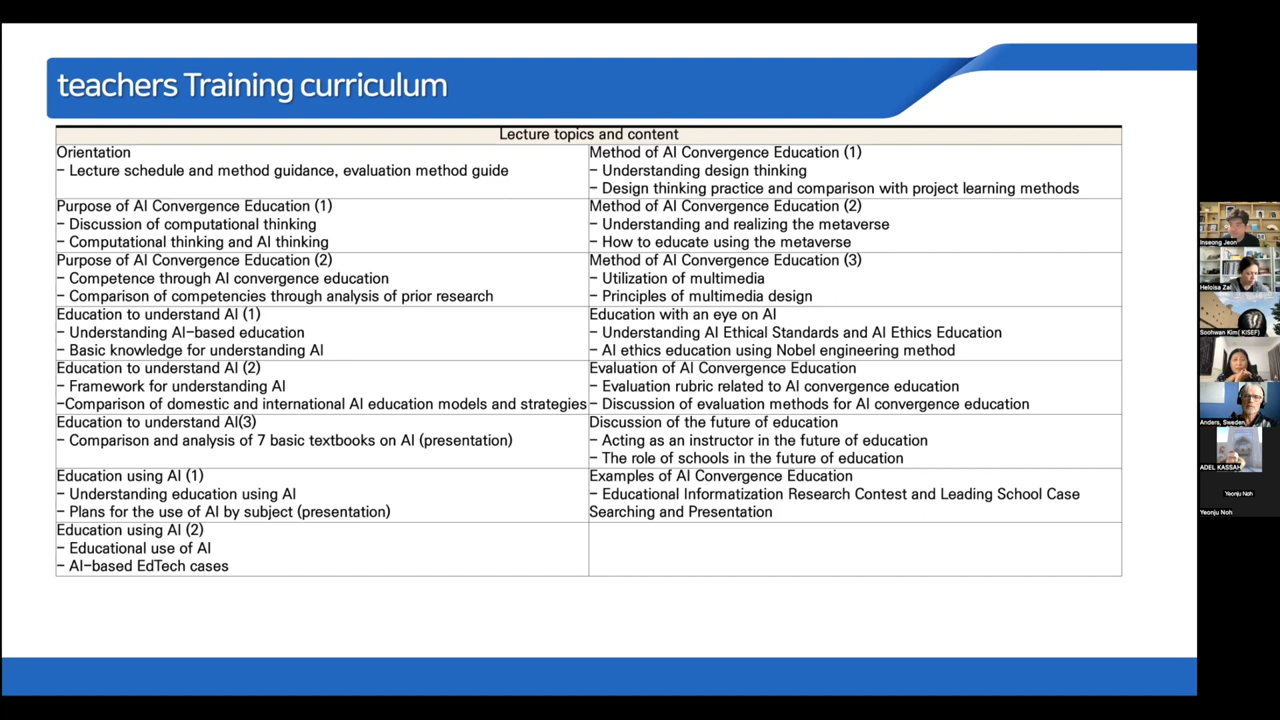 teachers Training curriculum
Lecture topics and content
Orientation
- Lecture schedule and method guidance, evaluation method guide
Purpose of AI Convergence Education (1)
- Discussion of computational thinking
- Computational thinking and AI thinking
Purpose of AI Convergence Education (2)
- Competence through AI convergence education
- Comparison of competencies through analysis of prior research
Education to understand AI (1)
- Understanding AI-based education
- Basic knowledge for understanding AI
Education to understand AI (2)
- Framework for understanding AI
-Comparison of domestic and international AI education models and strategies
Education to understand AI(3)
- Comparison and analysis of 7 basic textbooks on AI (presentation)
Education using AI (1)
- Understanding education using AI
- Plans for the use of AI by subject (presentation)
Education using AI (2)
- Educational use of AI
- AI-based EdTech cases
Method of AI Convergence Education (1)
- Understanding design thinking
- Design thinking practice and comparison with project learning methods
Method of AI Convergence Education (2)
- Understanding and realizing the metaverse
- How to educate using the metaverse
Method of AI Convergence Education (3)
- Utilization of multimedia
- Principles of multimedia design
Education with an eye on AI
- Understanding AI Ethical Standards and AI Ethics Education
- AI ethics education using Nobel engineering method
Evaluation of AI Convergence Education
- Evaluation rubric related to AI convergence education
- Discussion of evaluation methods for AI convergence education
Discussion of the future of education
- Acting as an instructor in the future of education
- The role of schools in the future of education
Examples of AI Convergence Education
- Educational Informatization Research Contest and Leading School Case
Searching and Presentation
Inseong Jeon
Heloisa Zal
Soohwan Kim( KISEF)
Anders, Sweden
ADEL KASSAH
Yeonju Noh
Yeonju Noh